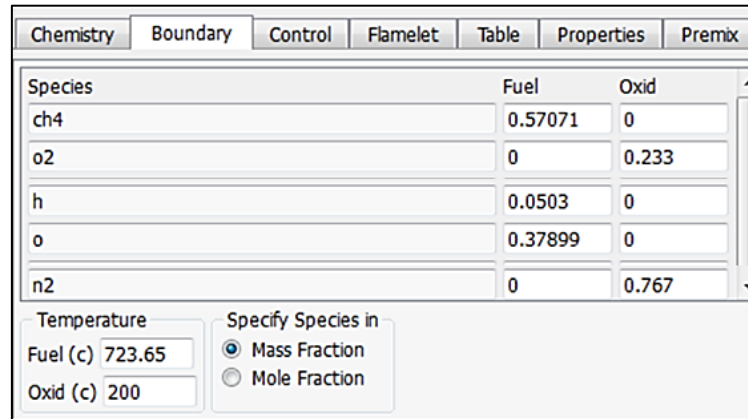 Chemistry Boundary Control Flamelet Table Properties Premix
Species Fuel Oxid
ch4 0.57071 0
o2 0 0.233
h 0.0503 0
o 0.37899 0
n2 0 0.767
Temperature Specify Species in
Fuel (c) 723.65 Mass Fraction
Oxid (c) 200 Mole Fraction